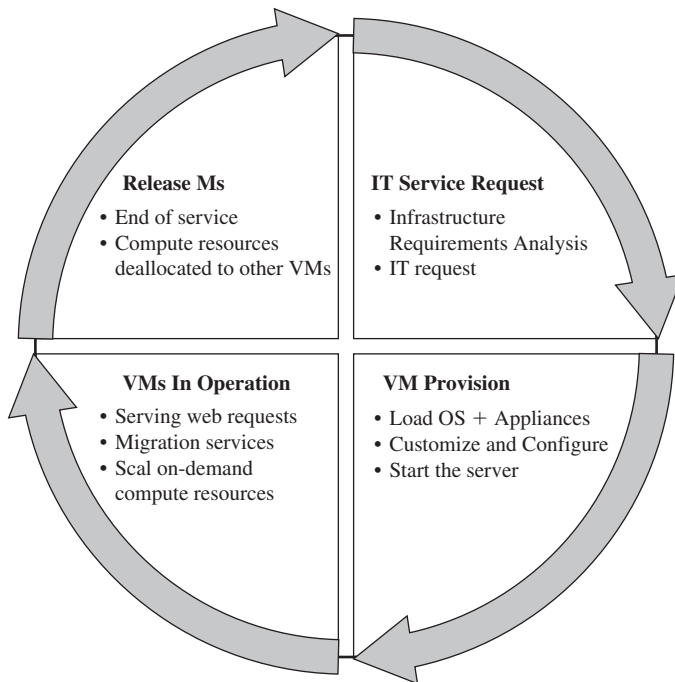 Release Ms
• End of service
• Compute resources
deallocated to other VMs
IT Service Request
• Infrastructure
Requirements Analysis
• IT request
VMs In Operation
• Serving web requests
• Migration services
• Scal on-demand
compute resources
VM Provision
• Load OS + Appliances
• Customize and Configure
• Start the server